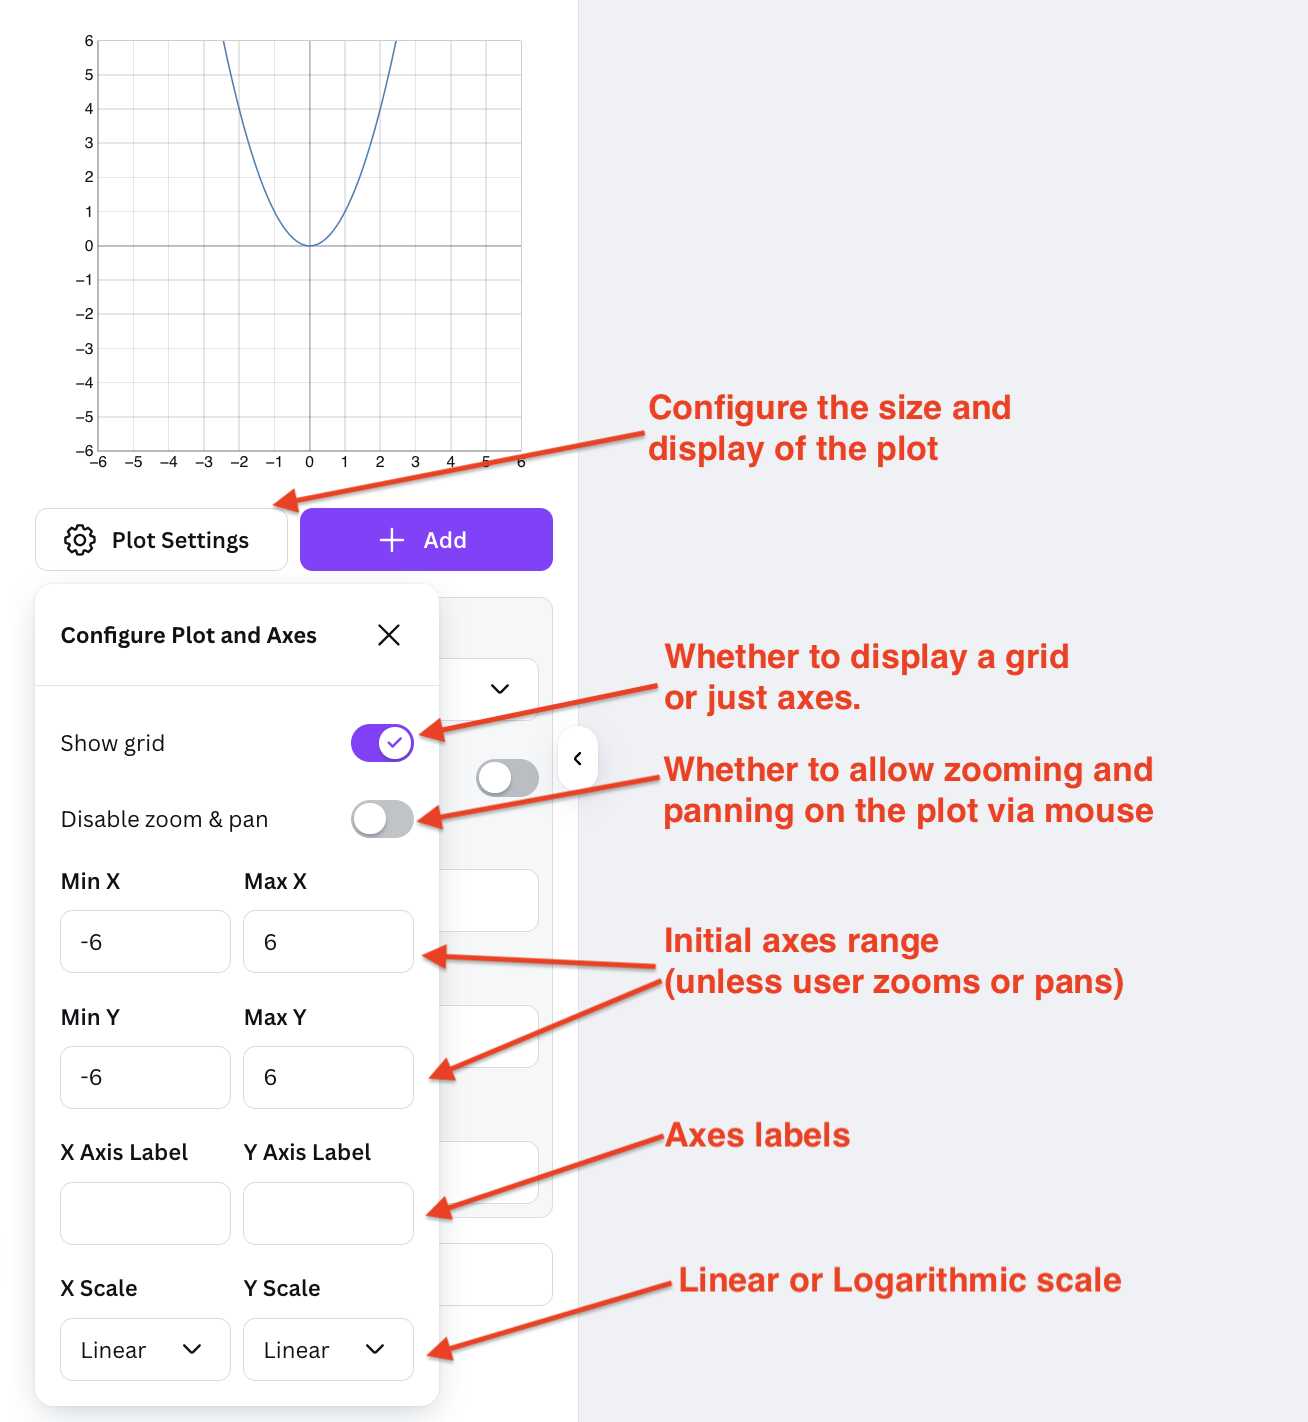 6
5
4
3
2
1
0
−1
−2
−3
−4
−5
−6
−6 −5 −4 −3 −2 −1 0 1 2 3 4 5 6
Configure the size and
display of the plot
Plot Settings
Add
Configure Plot and Axes
Whether to display a grid
or just axes.
Show grid
Whether to allow zooming and
panning on the plot via mouse
Disable zoom & pan
Min X Max X
-6 6
Initial axes range
(unless user zooms or pans)
Min Y Max Y
-6 6
Axes labels
X Axis Label Y Axis Label
Linear or Logarithmic scale
X Scale Y Scale
Linear Linear